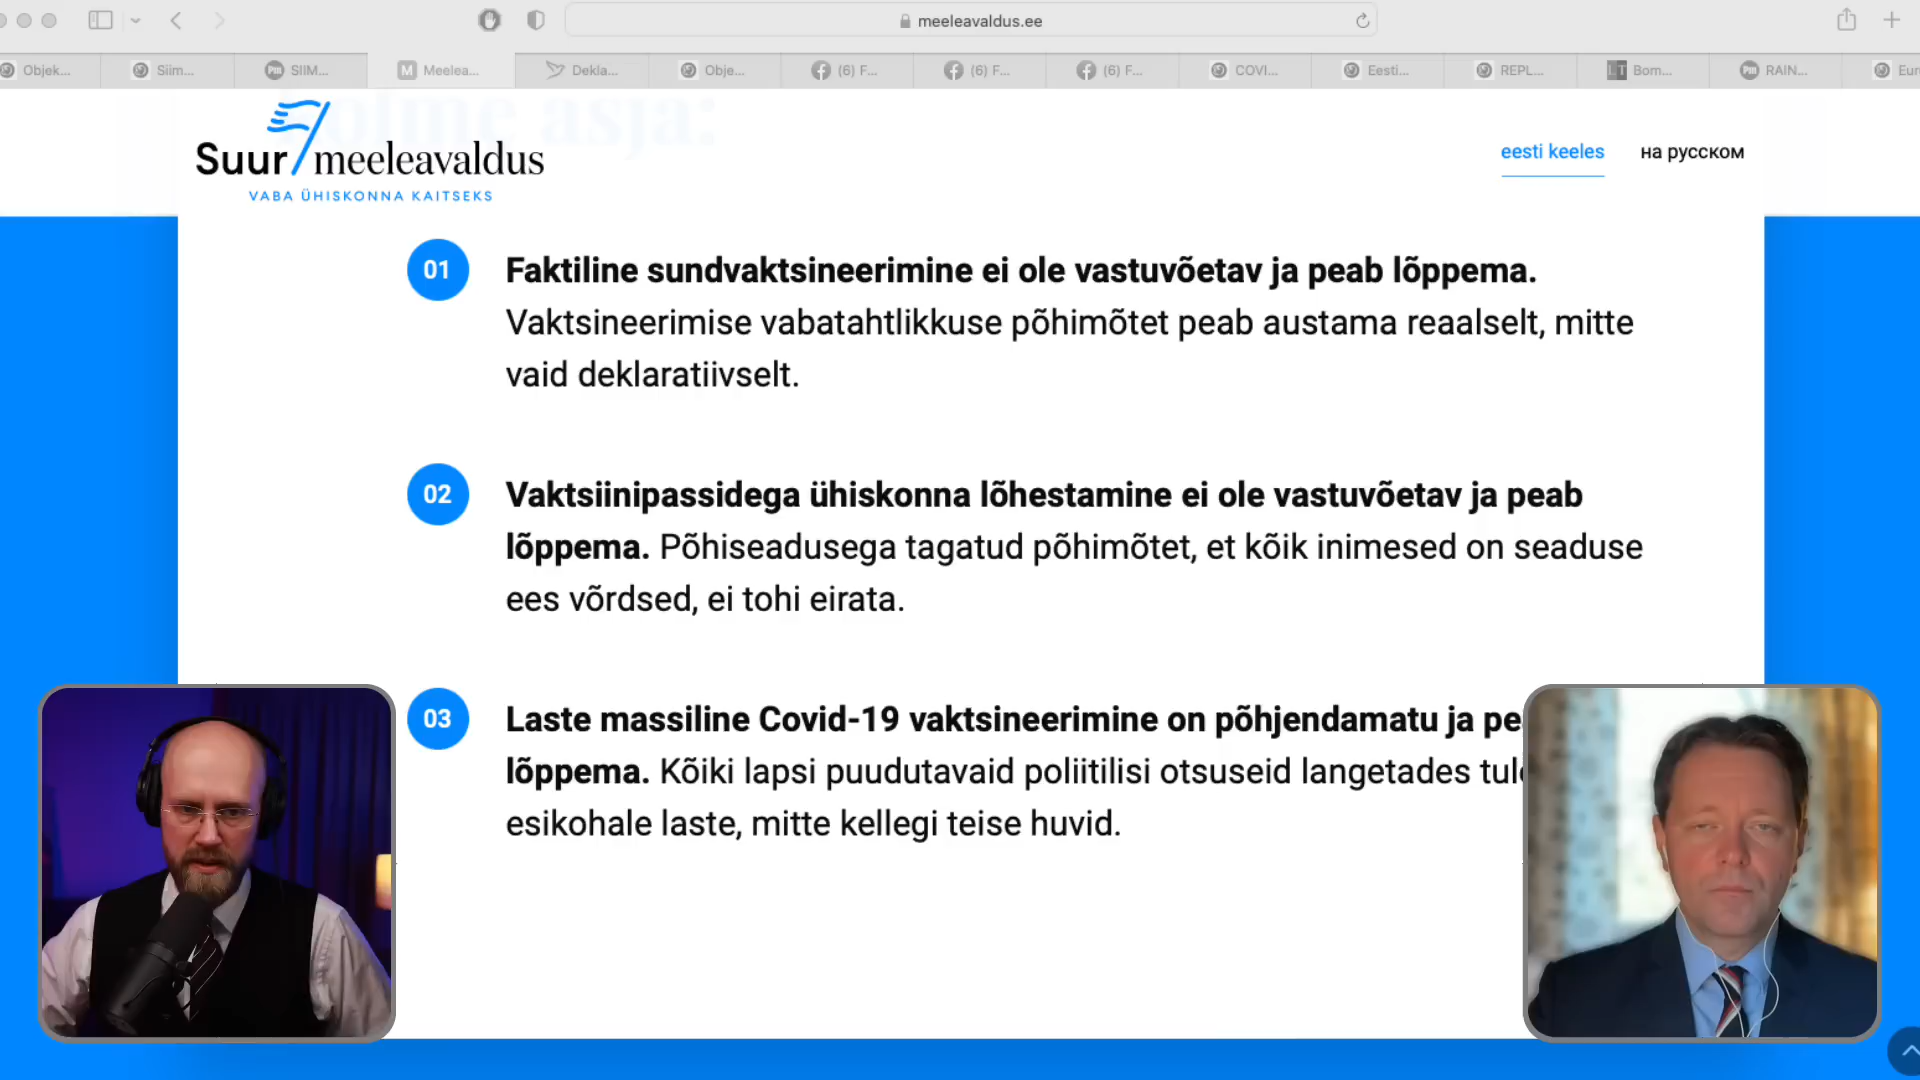 meeleavaldus.ee
Objek... Siim... SIIM... Meelea... Dekla... Obje... (6) F... (6) F... (6) F... COVI... Eesti... REPL... Bom... RAIN...
olme asja:
Suur meeleavaldus
VABA ÜHISKONNA KAITSEKS
eesti keeles на русском
01 Faktiline sundvaktsineerimine ei ole vastuvõetav ja peab lõppema.
Vaktsineerimise vabatahtlikkuse põhimõtet peab austama reaalselt, mitte
vaid deklaratiivselt.
02 Vaktsiinipassidega ühiskonna lõhestamine ei ole vastuvõetav ja peab
lõppema. Põhiseadusega tagatud põhimõtet, et kõik inimesed on seaduse
ees võrdsed, ei tohi eirata.
03 Laste massiline Covid-19 vaktsineerimine on põhjendamatu ja
lõppema. Kõiki lapsi puudutavaid poliitilisi otsuseid langetades
esikohale laste, mitte kellegi teise huvid.